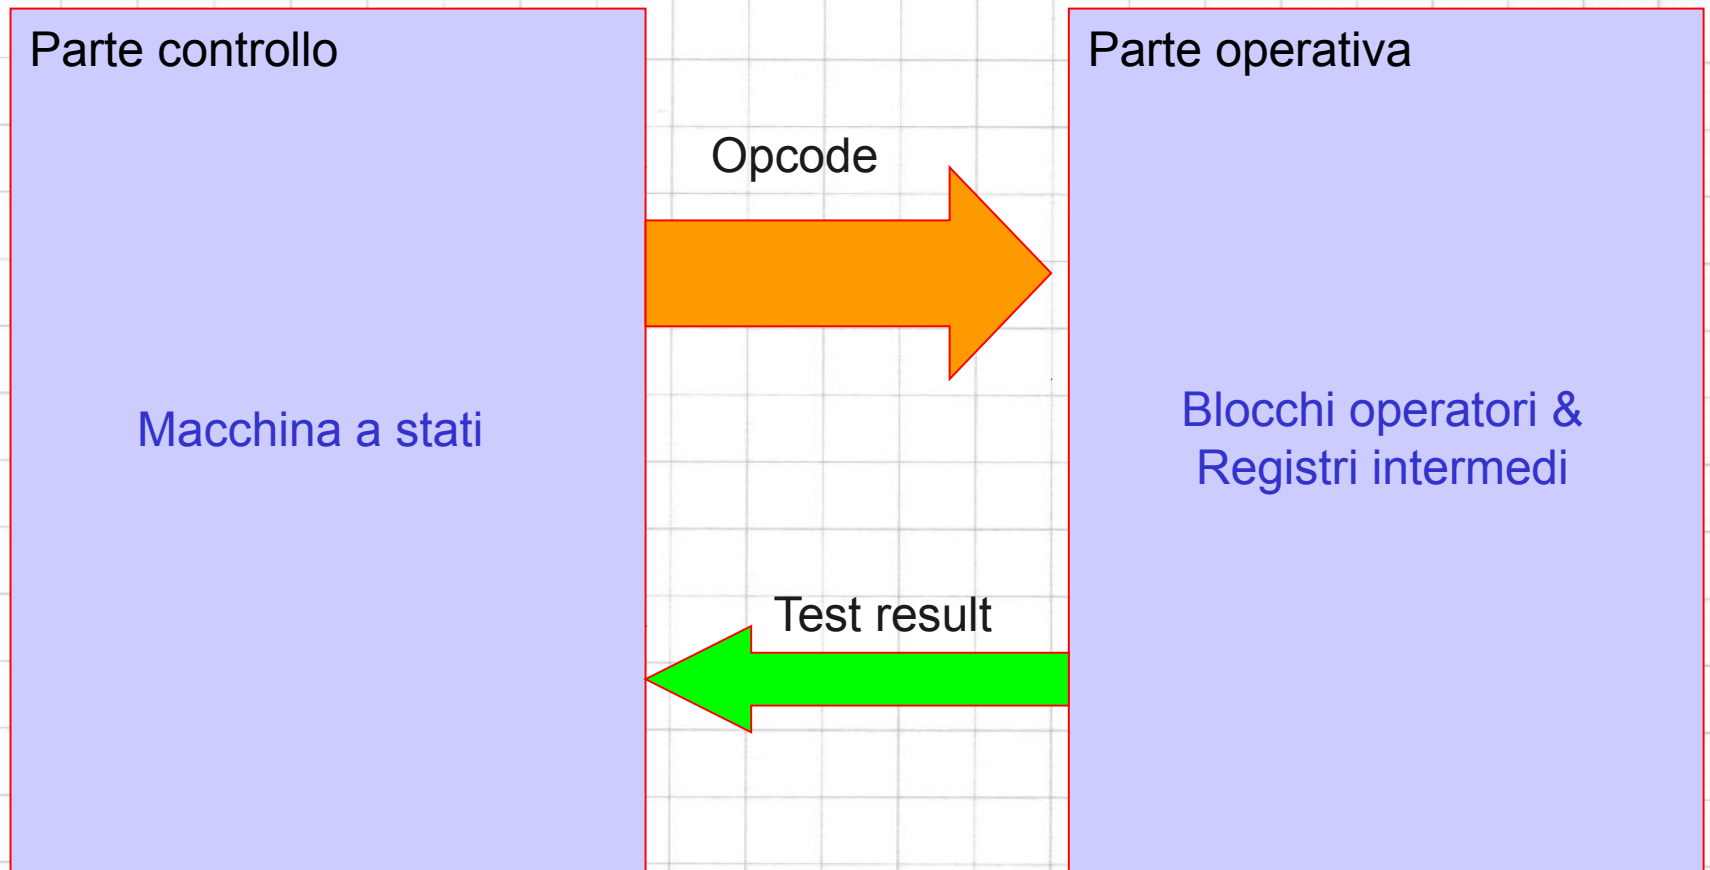 Parte controllo
Parte operativa
Opcode
Macchina a stati
Blocchi operatori &
Registri intermedi
Test result